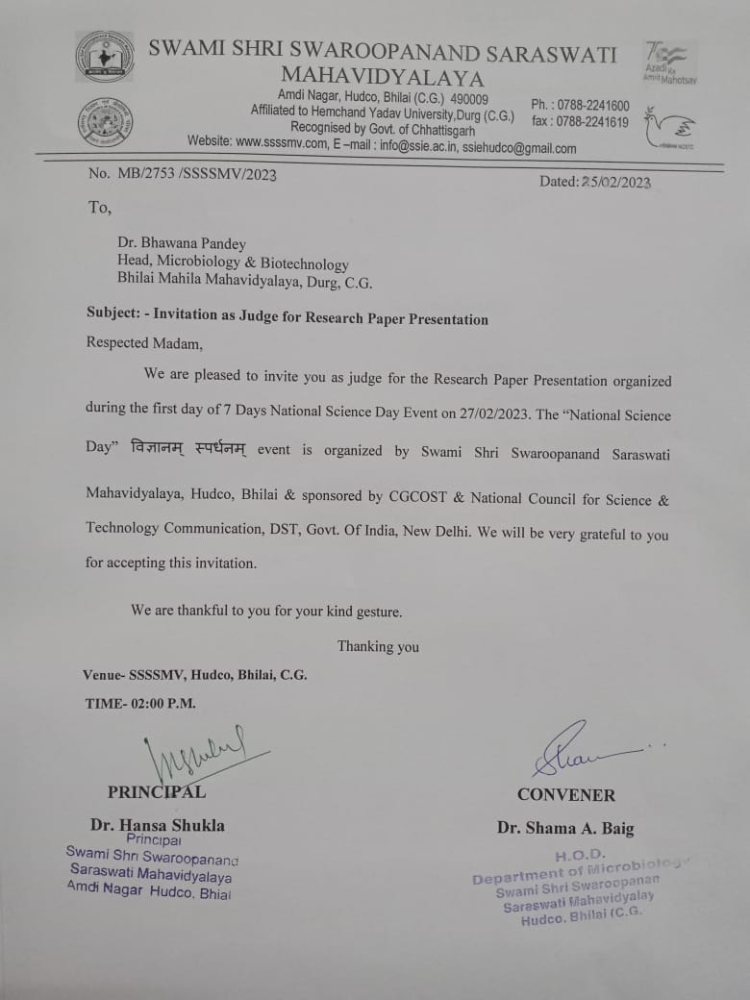 SWAMI SHRI SWAROOPANAND SARASWATI
MAHAVIDYALAYA
Amdi Nagar, Hudco, Bhilai (C.G.) 490009
Affiliated to Hemchand Yadav University,Durg (C.G.)
Recognised by Govt. of Chhattisgarh
Ph. : 0788-2241600
fax : 0788-2241619
Website: www.ssssmv.com, E –mail : info@ssie.ac.in, ssiehudco@gmail.com
Azadi Ka
Amrit Mahotsav
No. MB/2753 /SSSSMV/2023
Dated: 25/02/2023
To,
Dr. Bhawana Pandey
Head, Microbiology & Biotechnology
Bhilai Mahila Mahavidyalaya, Durg, C.G.
Subject: - Invitation as Judge for Research Paper Presentation
Respected Madam,
We are pleased to invite you as judge for the Research Paper Presentation organized
during the first day of 7 Days National Science Day Event on 27/02/2023. The “National Science
Day” विज्ञानम् स्पर्धनम् event is organized by Swami Shri Swaroopanand Saraswati
Mahavidyalaya, Hudco, Bhilai & sponsored by CGCOST & National Council for Science &
Technology Communication, DST, Govt. Of India, New Delhi. We will be very grateful to you
for accepting this invitation.
We are thankful to you for your kind gesture.
Thanking you
Venue- SSSSMV, Hudco, Bhilai, C.G.
TIME- 02:00 P.M.
PRINCIPAL
Dr. Hansa Shukla
Principal
Swami Shri Swaroopanand
Saraswati Mahavidyalaya
Amdi Nagar Hudco, Bhial
Sham
CONVENER
Dr. Shama A. Baig
H.O.D.
Department of Microbiology
Swami Shri Swaroopanan
Saraswati Mahavidyalay
Hudco, Bhilai (C.G.